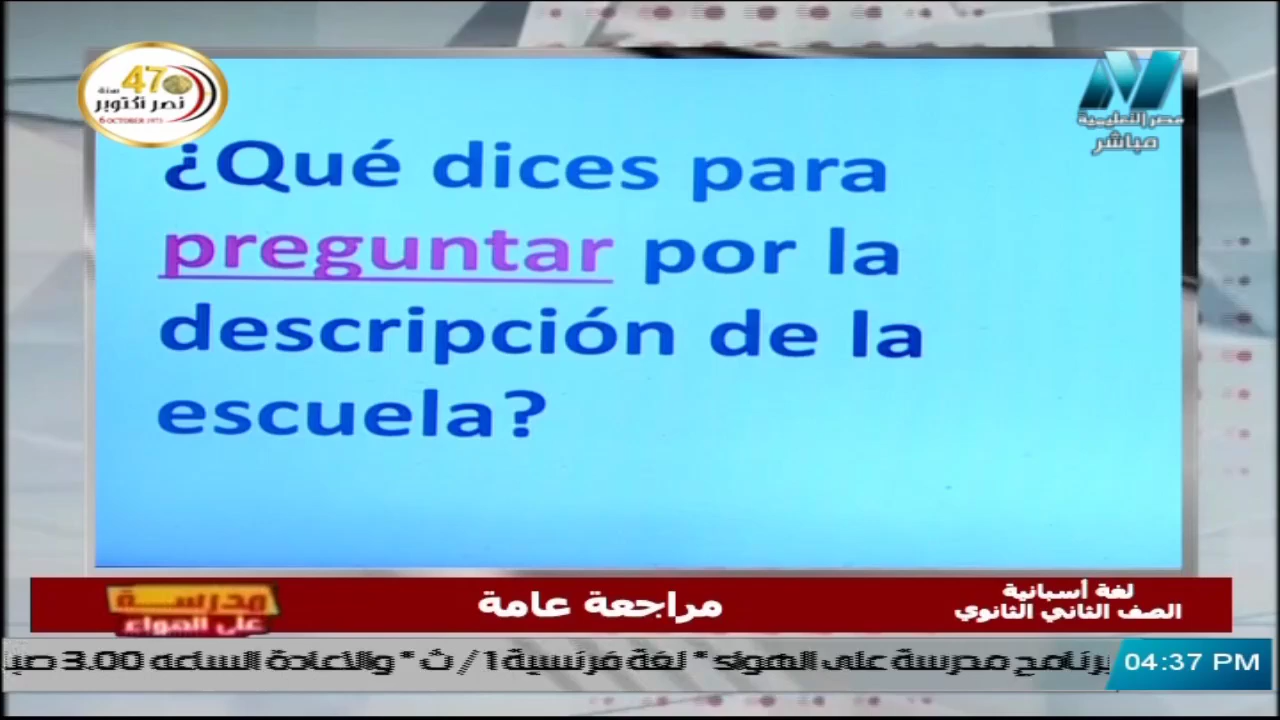 47
سنة
نصر أكتوبر
6 OCTOBER 1973
مصر التعليمية
مباشر
¿Qué dices para
preguntar por la
descripción de la
escuela?
لغة أسبانية
الصف الثاني الثانوي
مراجعة عامة
مدرسة
على الهواء
برنامج مدرسة على الهواء * لغة فرنسية 1/ ث * والاعادة الساعه 3.00
04:37 PM